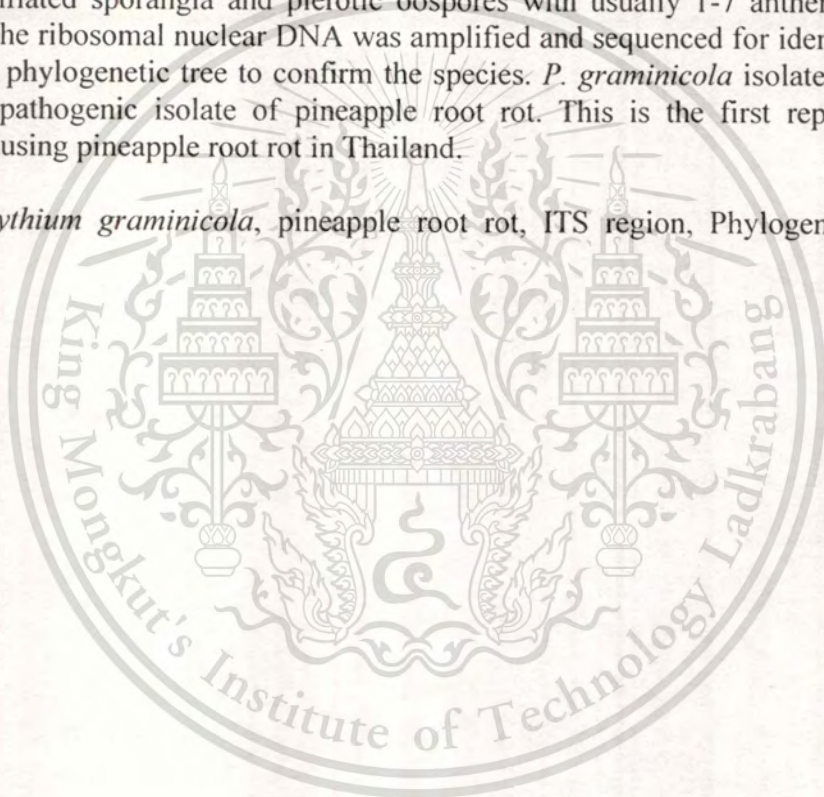 inflated sporangia and plerotic oospores with usually 1-7 anther
he ribosomal nuclear DNA was amplified and sequenced for iden
phylogenetic tree to confirm the species. P. graminicola isolate
pathogenic isolate of pineapple root rot. This is the first rep
using pineapple root rot in Thailand.
ythium graminicola, pineapple root rot, ITS region, Phylogen
King Mongkut's Institute of Technology Ladkrabang